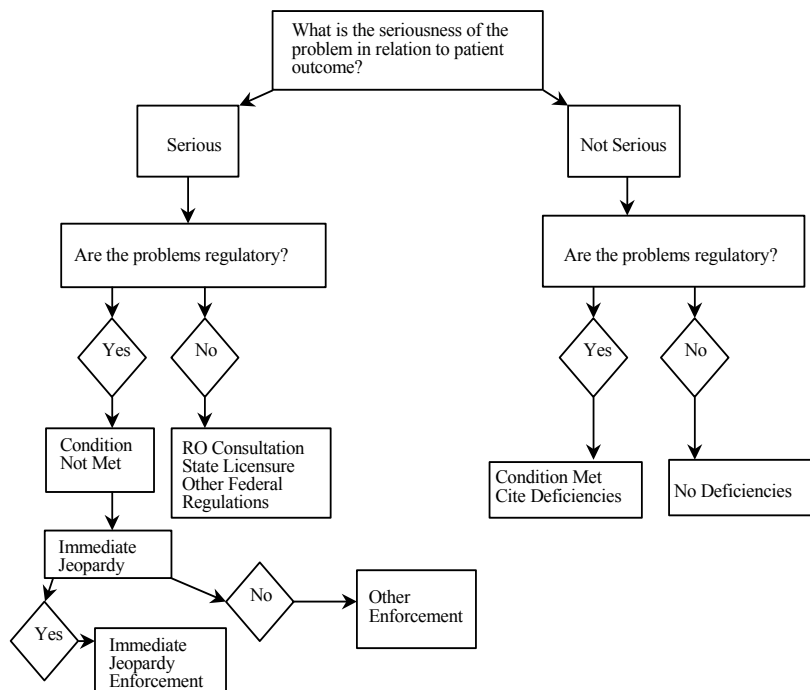 What is the seriousness of the
problem in relation to patient
outcome?
Serious
Not Serious
Are the problems regulatory?
Are the problems regulatory?
Yes
No
Yes
No
Condition
Not Met
RO Consultation
State Licensure
Other Federal
Regulations
Condition Met
Cite Deficiencies
No Deficiencies
Immediate
Jeopardy
Yes
No
Other
Enforcement
Immediate
Jeopardy
Enforcement